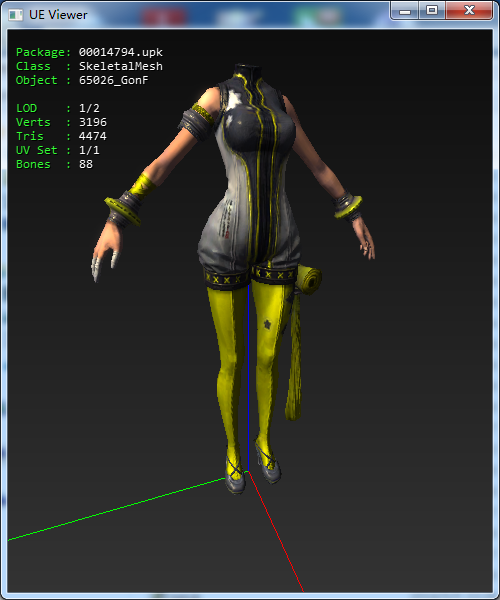 UE Viewer
Package: 00014794.upk
Class : SkeletalMesh
Object : 65026_GonF
LOD : 1/2
Verts : 3196
Tris : 4474
UV Set : 1/1
Bones : 88